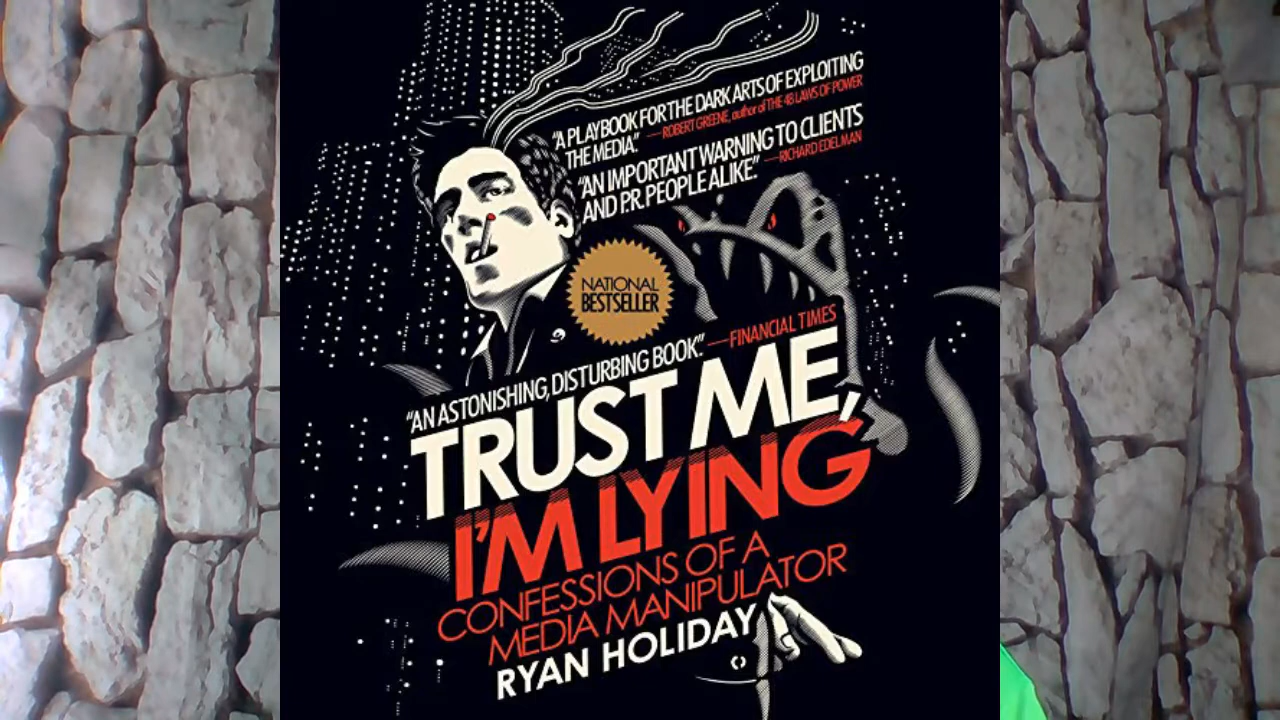 "A PLAYBOOK FOR THE DARK ARTS OF EXPLOITING
THE MEDIA."
—ROBERT GREENE, author of THE 48 LAWS OF POWER
"AN IMPORTANT WARNING TO CLIENTS
AND P.R. PEOPLE ALIKE."
—RICHARD EDELMAN
NATIONAL
BESTSELLER
"AN ASTONISHING, DISTURBING BOOK." —FINANCIAL TIMES
TRUST ME,
I'M LYING
CONFESSIONS OF A
MEDIA MANIPULATOR
RYAN HOLIDAY